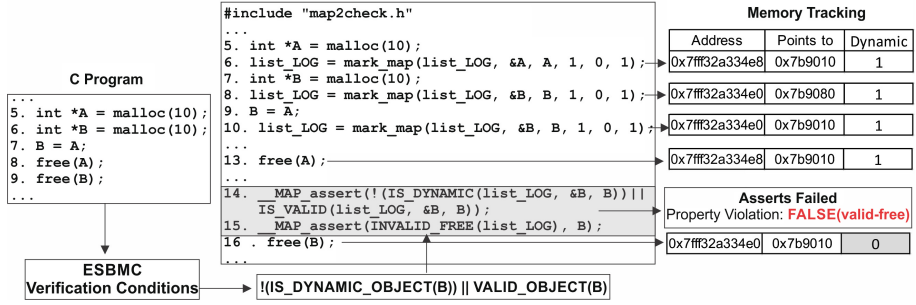 C Program
...
5. int *A = malloc(10);
6. int *B = malloc(10);
7. B = A;
8. free(A);
9. free(B);
...
ESBMC
Verification Conditions
!(IS_DYNAMIC_OBJECT(B)) || VALID_OBJECT(B)
#include "map2check.h"
...
5. int *A = malloc(10);
6. list_LOG = mark_map(list_LOG, &A, A, 1, 0, 1);
7. int *B = malloc(10);
8. list_LOG = mark_map(list_LOG, &B, B, 1, 0, 1);
9. B = A;
10. list_LOG = mark_map(list_LOG, &B, B, 1, 0, 1);
...
13. free(A);
...
14. __MAP_assert(!(IS_DYNAMIC(list_LOG, &B, B))||
IS_VALID(list_LOG, &B, B));
15. __MAP_assert(INVALID_FREE(list_LOG), B);
16 . free(B);
...
Memory Tracking
Address Points to Dynamic
0x7fff32a334e8 0x7b9010 1
0x7fff32a334e0 0x7b9080 1
0x7fff32a334e0 0x7b9010 1
0x7fff32a334e8 0x7b9010 1
Asserts Failed
Property Violation: FALSE(valid-free)
0x7fff32a334e0 0x7b9010 0